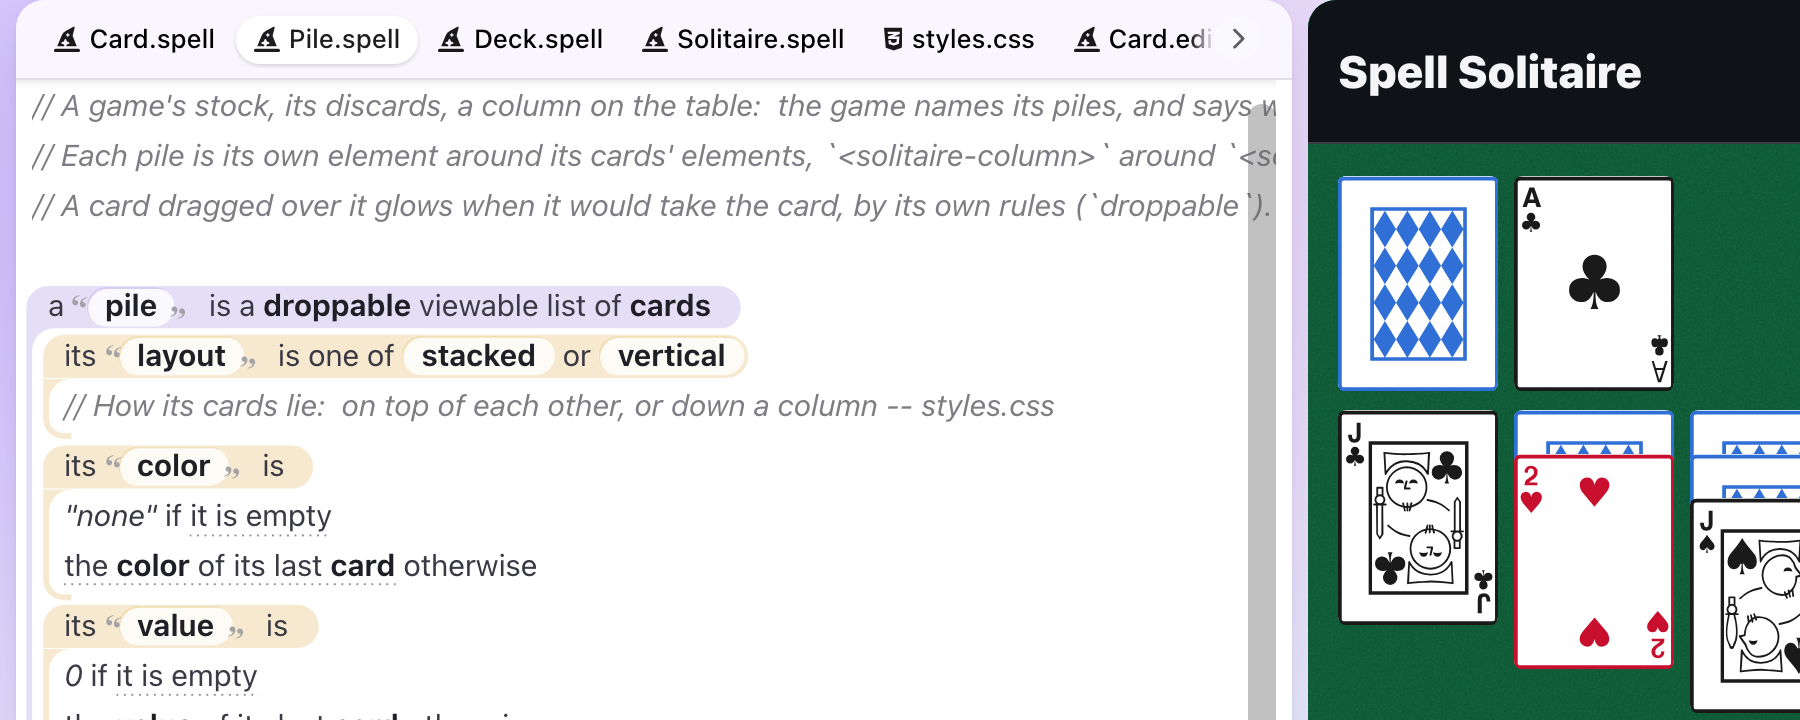 Card.spell
Pile.spell
Deck.spell
Solitaire.spell
styles.css
Card.edi
// A game's stock, its discards, a column on the table:  the game names its piles, and says
// Each pile is its own element around its cards' elements, `<solitaire-column>` around `<so
// A card dragged over it glows when it would take the card, by its own rules (`droppable`).
a “ pile ” is a droppable viewable list of cards
its “ layout ” is one of stacked or vertical
// How its cards lie:  on top of each other, or down a column -- styles.css
its “ color ” is
"none" if it is empty
the color of its last card otherwise
its “ value ” is
0 if it is empty
Spell Solitaire
A
A
J
J
2
2
J